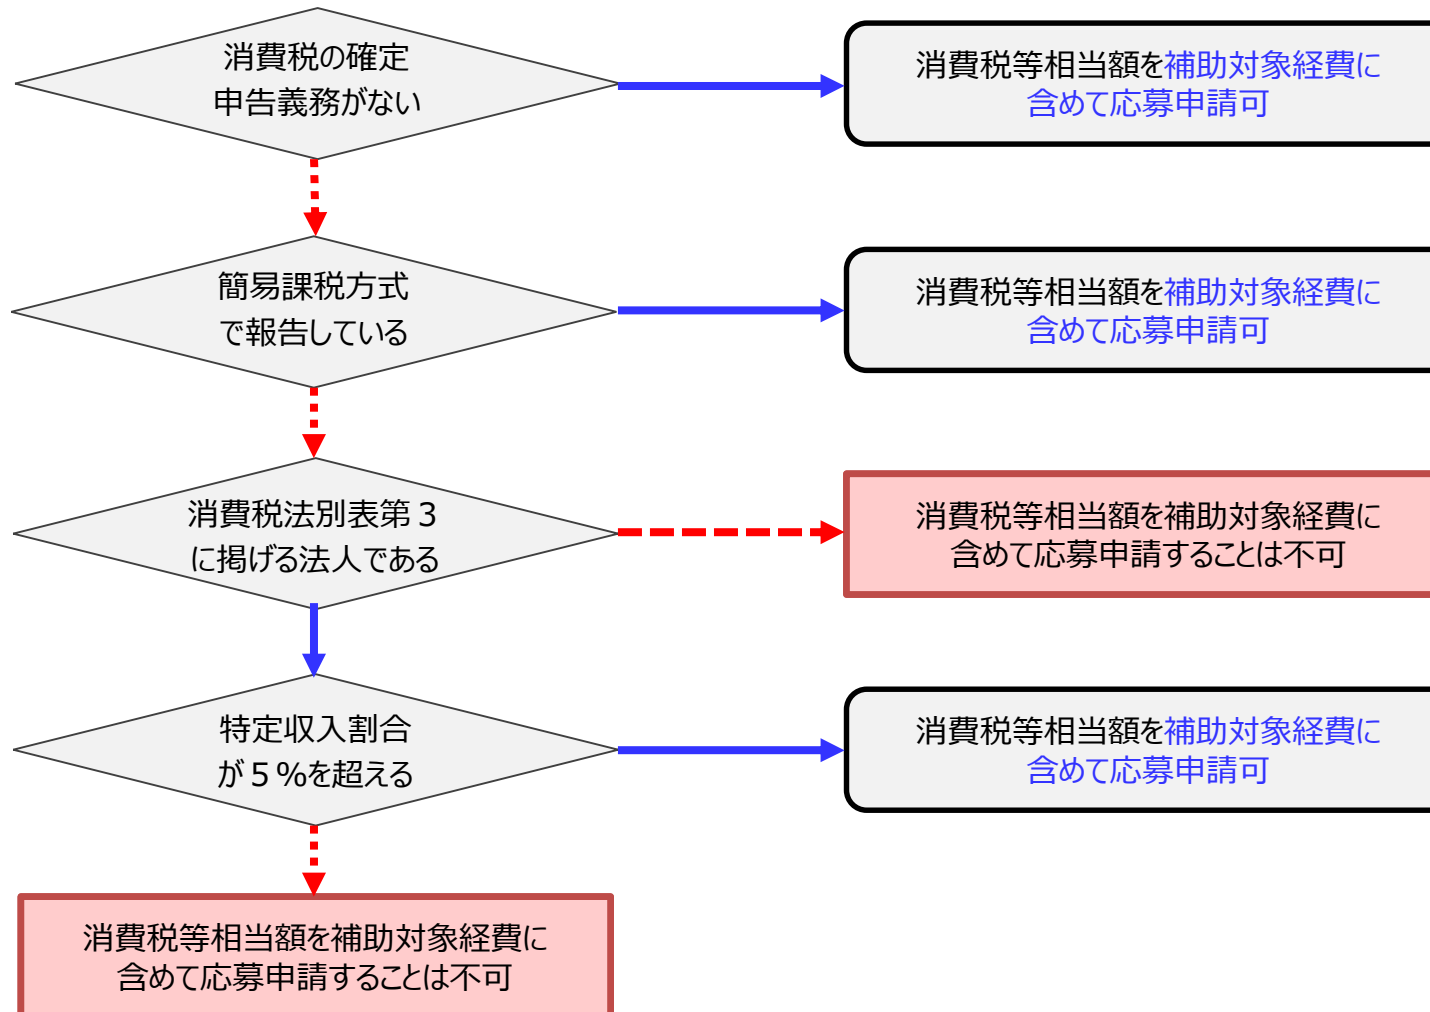 消費税の確定
申告義務がない
消費税等相当額を補助対象経費に
含めて応募申請可
簡易課税方式
で報告している
消費税等相当額を補助対象経費に
含めて応募申請可
消費税法別表第３
に掲げる法人である
消費税等相当額を補助対象経費に
含めて応募申請することは不可
特定収入割合
が５%を超える
消費税等相当額を補助対象経費に
含めて応募申請可
消費税等相当額を補助対象経費に
含めて応募申請することは不可